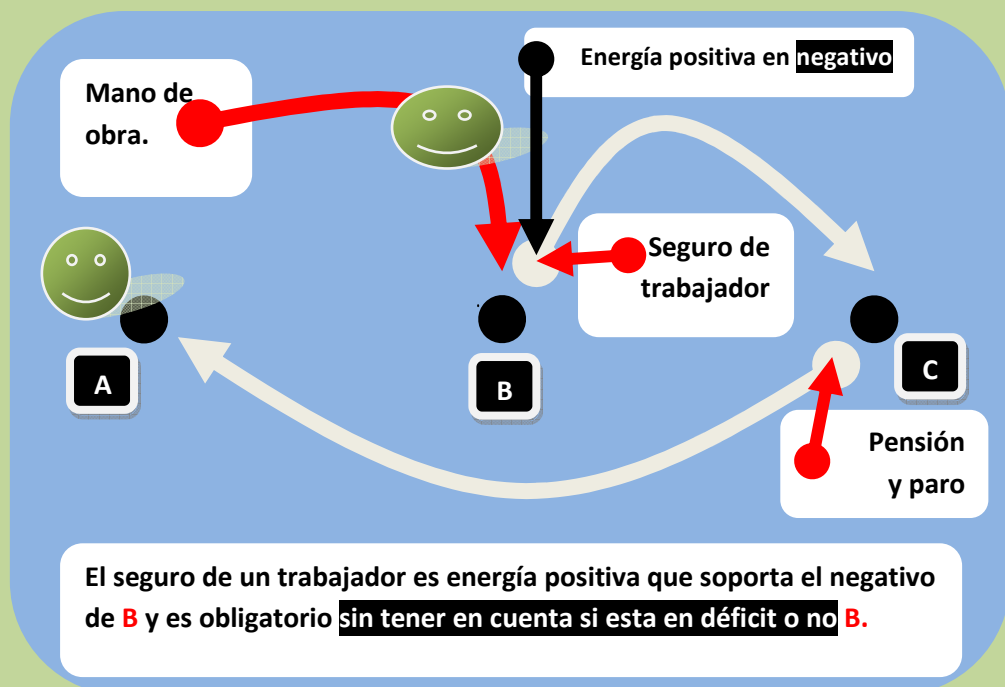 Energía positiva en negativo
Mano de
obra.
Seguro de
trabajador
A
B
C
Pensión
y paro
El seguro de un trabajador es energía positiva que soporta el negativo
de B y es obligatorio sin tener en cuenta si esta en déficit o no B.